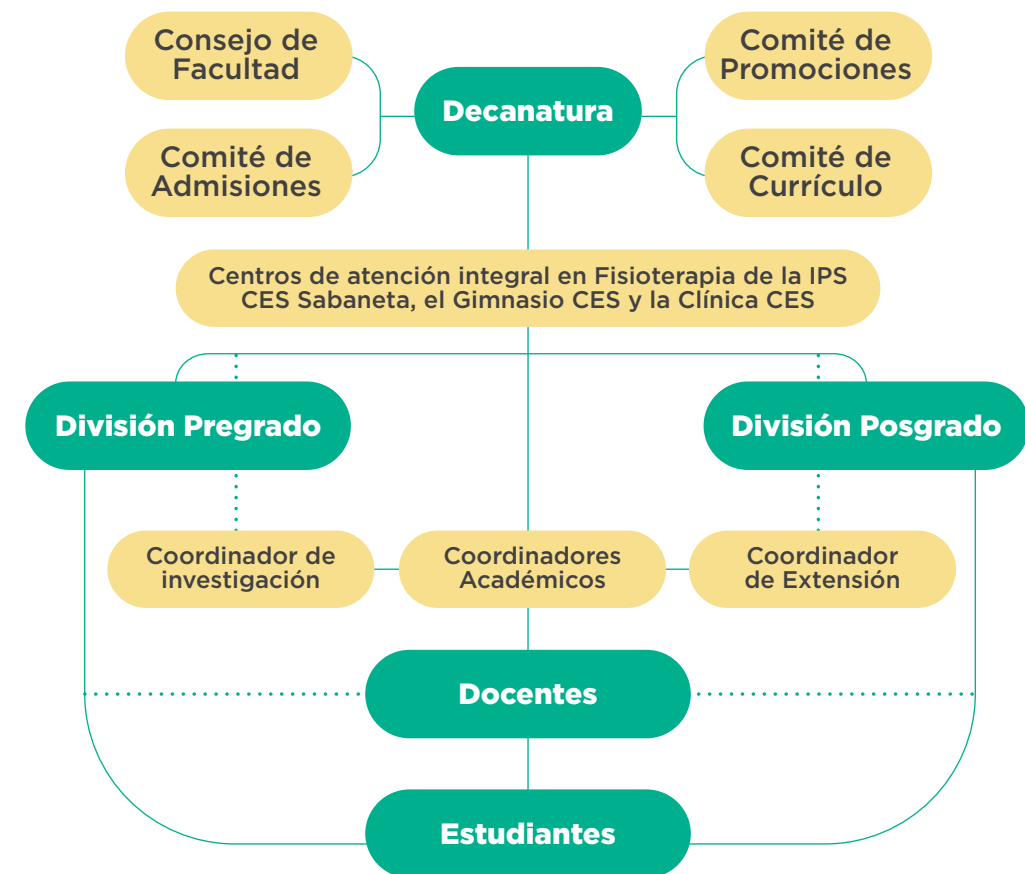 Consejo de
Facultad
Comité de
Promociones
Decanatura
Comité de
Admisiones
Comité de
Currículo
Centros de atención integral en Fisioterapia de la IPS
CES Sabaneta, el Gimnasio CES y la Clínica CES
División Pregrado
División Posgrado
Coordinador de
investigación
Coordinadores
Académicos
Coordinador
de Extensión
Docentes
Estudiantes